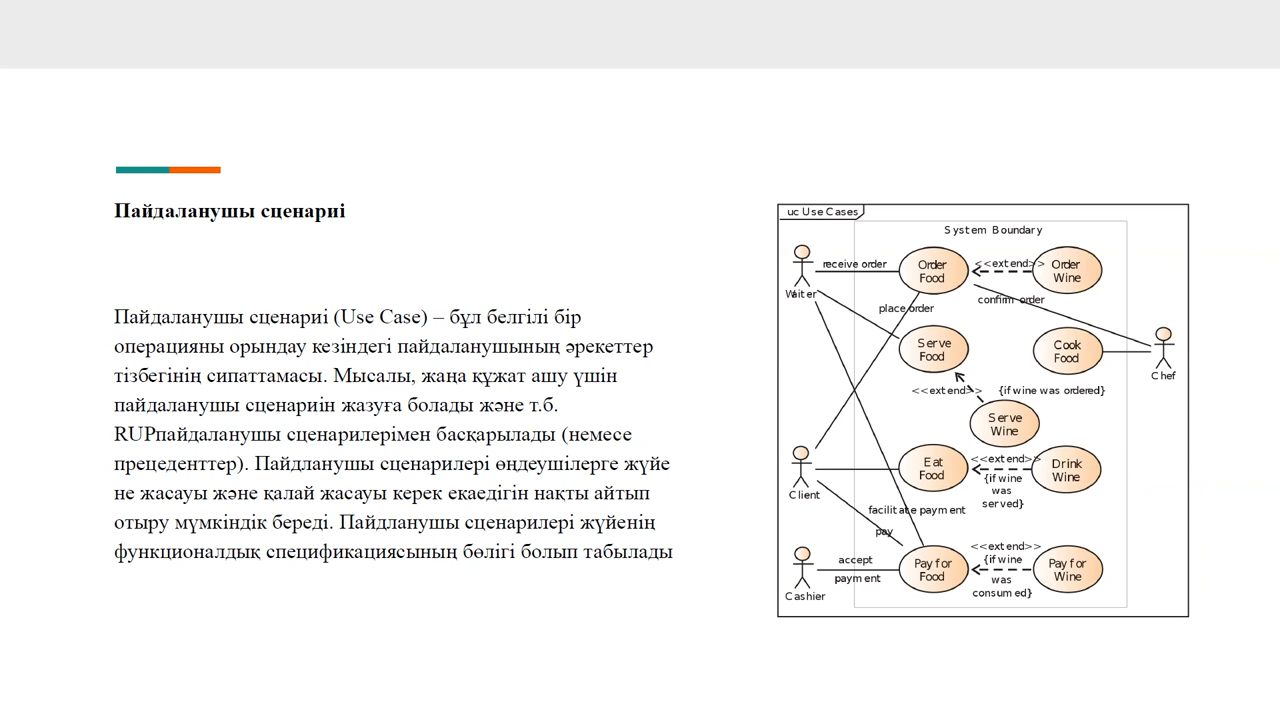 Пайдаланушы сценариі
Пайдаланушы сценариі (Use Case) – бұл белгілі бір
операцияны орындау кезіндегі пайдаланушының әрекеттер
тізбегінің сипаттамасы. Мысалы, жаңа құжат ашу үшін
пайдаланушы сценариін жазуға болады және т.б.
RUPпайдаланушы сценарилерімен басқарылады (немесе
прецеденттер). Пайдланушы сценарилері өңдеушілерге жүйе
не жасауы және қалай жасауы керек екаедігін нақты айтып
отыру мүмкіндік береді. Пайдланушы сценарилері жүйенің
функционалдық спецификациясының бөлігі болып табылады
uc Use Cases
System Boundary
receive order
Order
Food
<<extend>>
Order
Wine
Waiter
place order
confirm order
Serve
Food
Cook
Food
Chef
<<extend>>
{if wine was ordered}
Serve
Wine
Client
Eat
Food
<<extend>>
{if wine
was
served}
Drink
Wine
facilitate payment
pay
accept
payment
Cashier
Pay for
Food
<<extend>>
{if wine
was
consumed}
Pay for
Wine